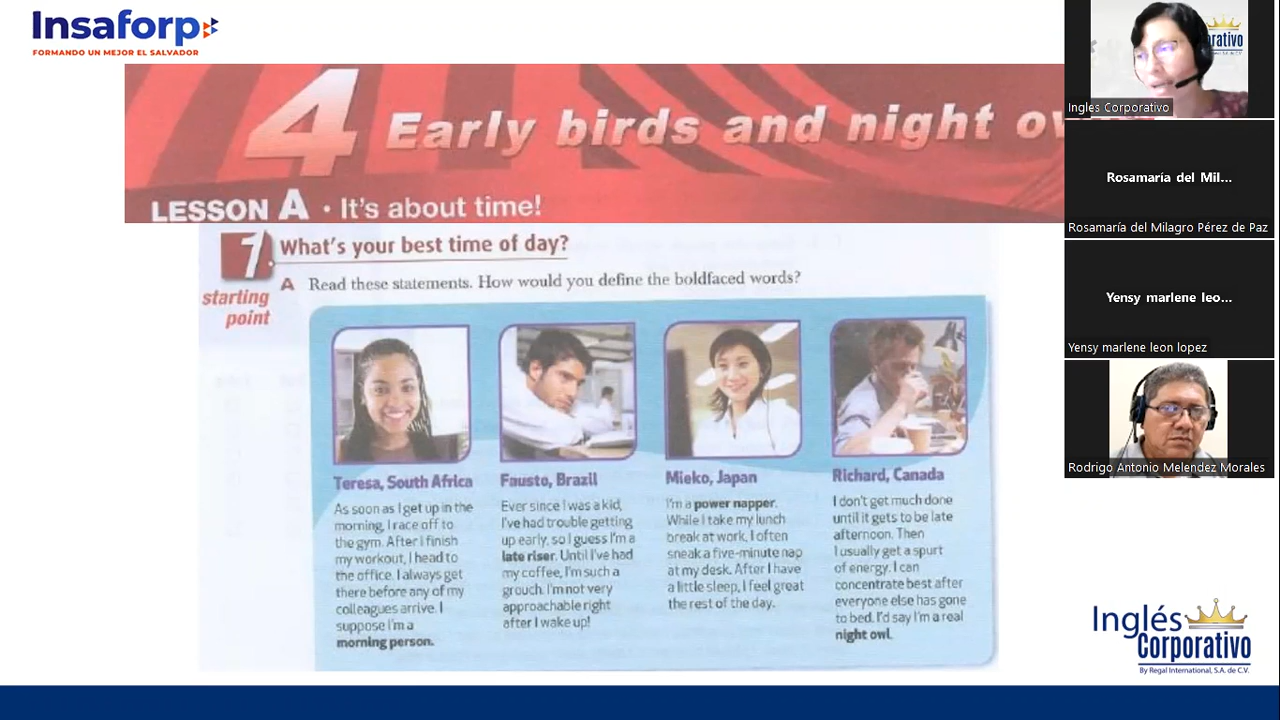 Insaforp
FORMANDO UN MEJOR EL SALVADOR
4 Early birds and night ow
LESSON A · It's about time!
1 What's your best time of day?
starting
point
A Read these statements. How would you define the boldfaced words?
Teresa, South Africa
As soon as I get up in the
morning, I race off to
the gym. After I finish
my workout, I head to
the office. I always get
there before any of my
colleagues arrive. I
suppose I'm a
morning person.
Fausto, Brazil
Ever since I was a kid,
I've had trouble getting
up early, so I guess I'm a
late riser. Until I've had
my coffee, I'm such a
grouch. I'm not very
approachable right
after I wake up!
Mieko, Japan
I'm a power napper.
While I take my lunch
break at work, I often
sneak a five-minute nap
at my desk. After I have
a little sleep, I feel great
the rest of the day.
Richard, Canada
I don't get much done
until it gets to be late
afternoon. Then
I usually get a spurt
of energy. I can
concentrate best after
everyone else has gone
to bed. I'd say I'm a real
night owl.
orativo
Ingles Corporativo
Rosamaría del Mil...
Rosamaría del Milagro Pérez de Paz
Yensy marlene leo...
Yensy marlene leon lopez
Rodrigo Antonio Melendez Morales
Inglés
Corporativo
By Regal International, S.A. de C.V.